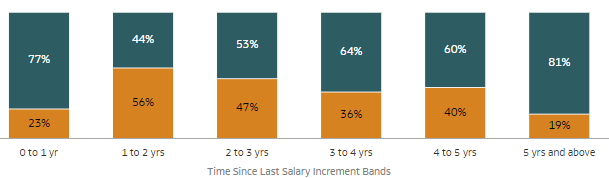 77% 44% 53% 64% 60% 81%
23% 56% 47% 36% 40% 19%
0 to 1 yr 1 to 2 yrs 2 to 3 yrs 3 to 4 yrs 4 to 5 yrs 5 yrs and above
Time Since Last Salary Increment Bands